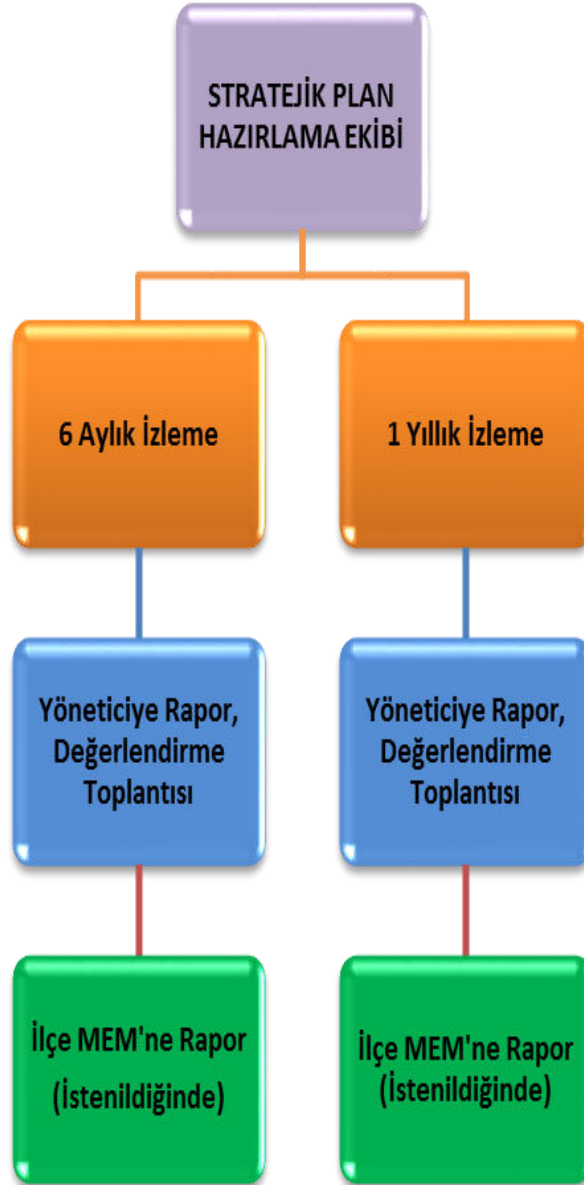 STRATEJİK PLAN
HAZIRLAMA EKİBİ
6 Aylık İzleme
1 Yıllık İzleme
Yöneticiye Rapor,
Değerlendirme
Toplantısı
Yöneticiye Rapor,
Değerlendirme
Toplantısı
İlçe MEM'ne Rapor
(İstenildiğinde)
İlçe MEM'ne Rapor
(İstenildiğinde)